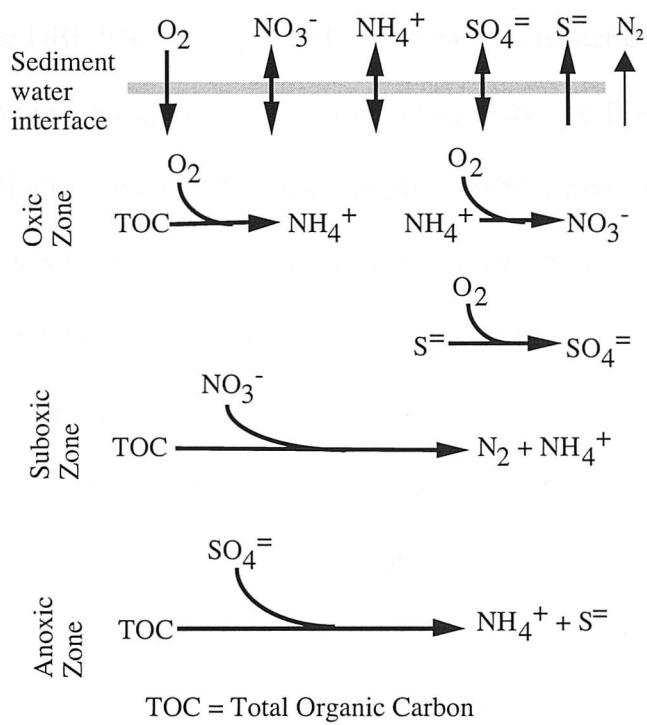 O₂ NO₃⁻ NH₄⁺ SO₄⁼ S⁼ N₂
Sediment
water
interface
Oxic
Zone
O₂
TOC NH₄⁺
O₂
NH₄⁺ NO₃⁻
O₂
S⁼ SO₄⁼
Suboxic
Zone
NO₃⁻
TOC N₂ + NH₄⁺
Anoxic
Zone
SO₄⁼
TOC NH₄⁺ + S⁼
TOC = Total Organic Carbon